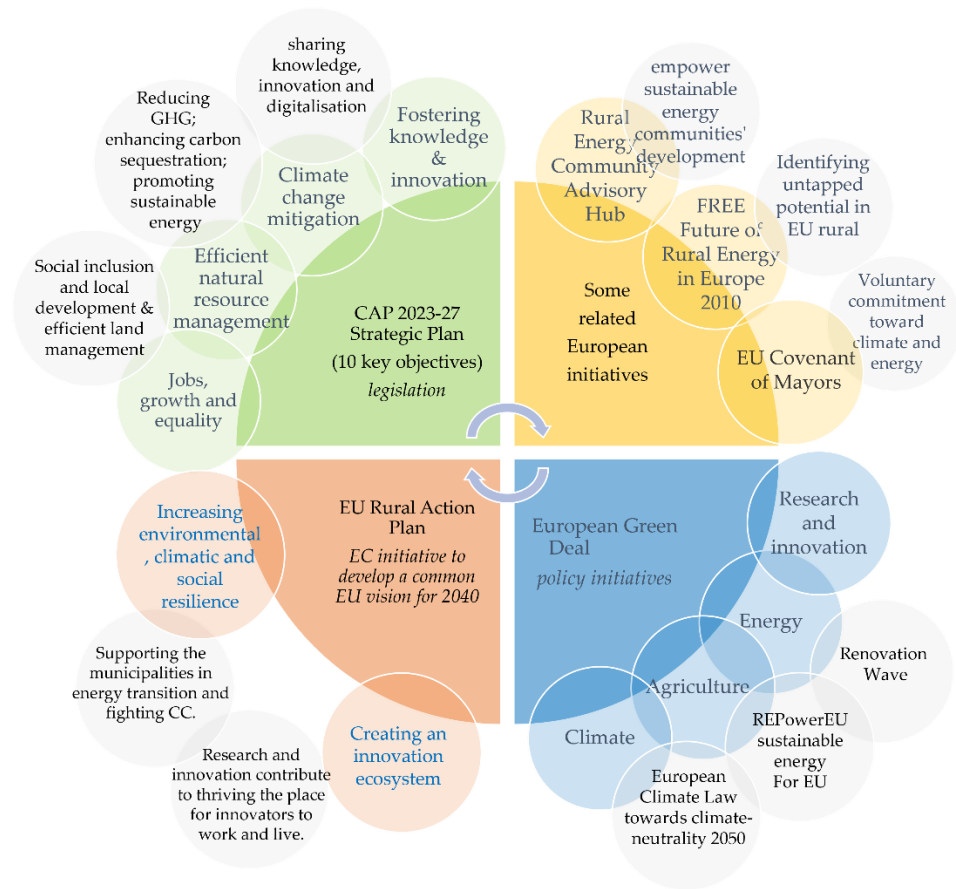 sharing
knowledge,
innovation and
digitalisation
Reducing
GHG;
enhancing carbon
sequestration;
promoting
sustainable
energy
Fostering
knowledge
&
innovation
Climate
change
mitigation
Social inclusion
and local
development &
efficient land
management
Efficient
natural
resource
management
Jobs,
growth and
equality
CAP 2023-27
Strategic Plan
(10 key objectives)
legislation
empower
sustainable
energy
communities'
development
Rural
Energy
Community
Advisory
Hub
Identifying
untapped
potential in
EU rural
FREE
Future of
Rural Energy
in Europe
2010
Voluntary
commitment
toward
climate and
energy
EU Covenant
of Mayors
Some
related
European
initiatives
Increasing
environmental
, climatic and
social
resilience
EU Rural Action
Plan
EC initiative to
develop a common
EU vision for 2040
Supporting the
municipalities in
energy transition and
fighting CC.
Research and
innovation contribute
to thriving the place
for innovators to
work and live.
Creating an
innovation
ecosystem
European Green
Deal
policy initiatives
Research
and
innovation
Energy
Renovation
Wave
Agriculture
REPowerEU
sustainable
energy
For EU
Climate
European
Climate Law
towards climate-
neutrality 2050